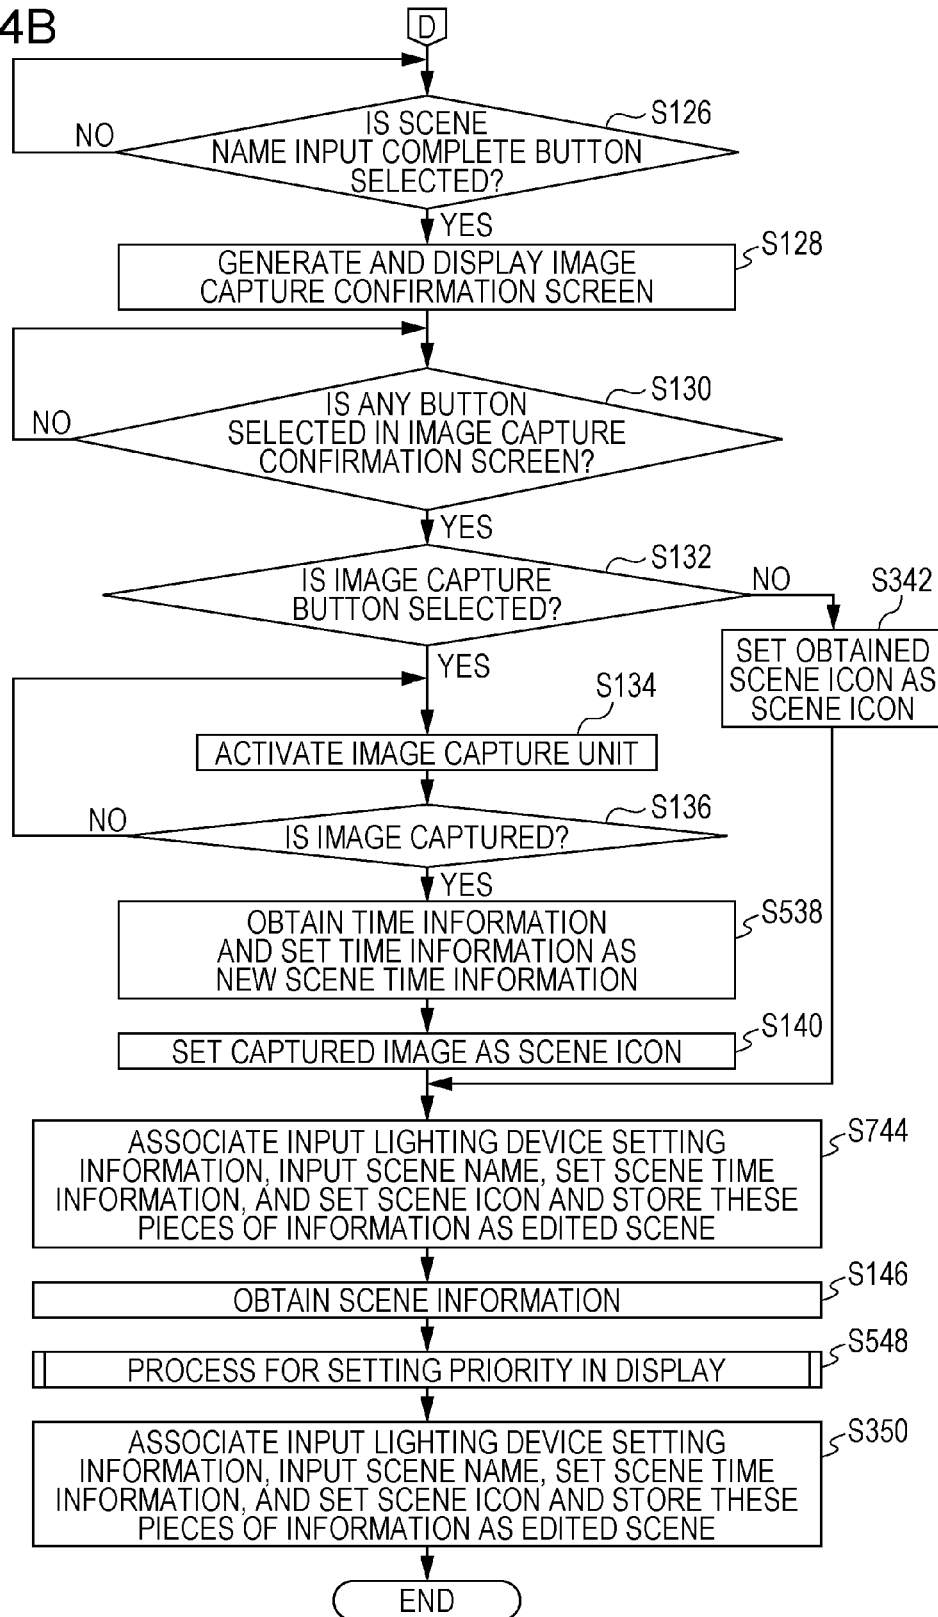 4B
D
S126
IS SCENE
NAME INPUT COMPLETE BUTTON
SELECTED?
NO
YES
S128
GENERATE AND DISPLAY IMAGE
CAPTURE CONFIRMATION SCREEN
S130
IS ANY BUTTON
SELECTED IN IMAGE CAPTURE
CONFIRMATION SCREEN?
NO
YES
S132
IS IMAGE CAPTURE
BUTTON SELECTED?
NO
S342
SET OBTAINED
SCENE ICON AS
SCENE ICON
YES
S134
ACTIVATE IMAGE CAPTURE UNIT
S136
IS IMAGE CAPTURED?
NO
YES
S538
OBTAIN TIME INFORMATION
AND SET TIME INFORMATION AS
NEW SCENE TIME INFORMATION
S140
SET CAPTURED IMAGE AS SCENE ICON
S744
ASSOCIATE INPUT LIGHTING DEVICE SETTING
INFORMATION, INPUT SCENE NAME, SET SCENE TIME
INFORMATION, AND SET SCENE ICON AND STORE THESE
PIECES OF INFORMATION AS EDITED SCENE
S146
OBTAIN SCENE INFORMATION
S548
PROCESS FOR SETTING PRIORITY IN DISPLAY
S350
ASSOCIATE INPUT LIGHTING DEVICE SETTING
INFORMATION, INPUT SCENE NAME, SET SCENE TIME
INFORMATION, AND SET SCENE ICON AND STORE THESE
PIECES OF INFORMATION AS EDITED SCENE
END